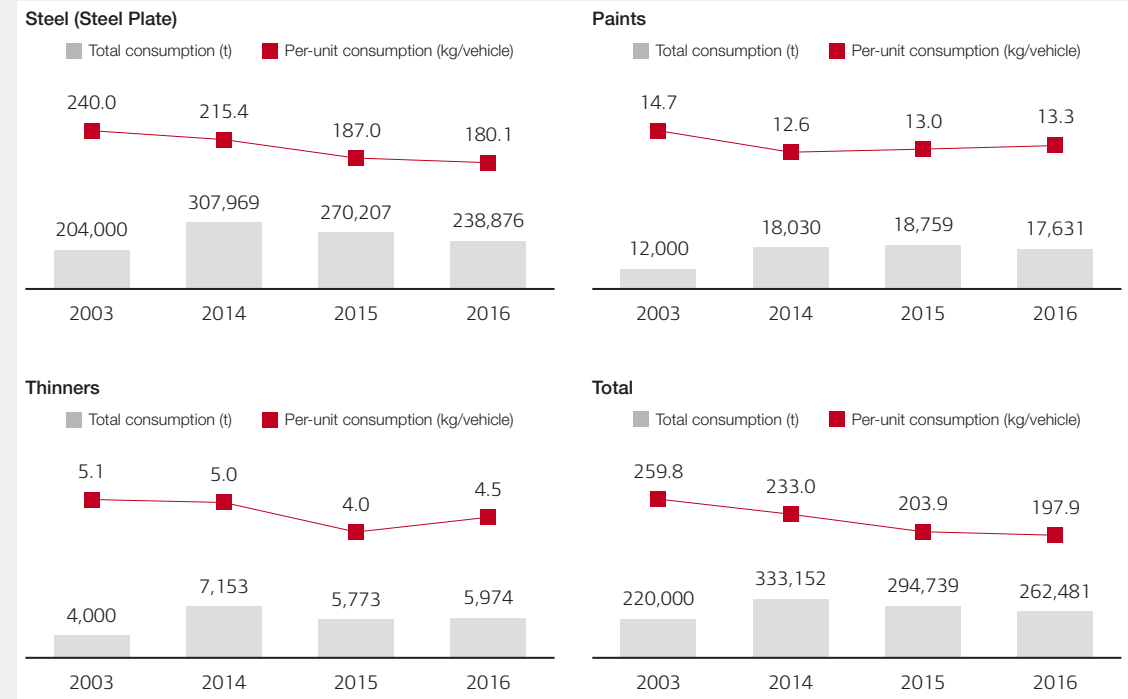 Steel (Steel Plate)
Total consumption (t) Per-unit consumption (kg/vehicle)
240.0 215.4 187.0 180.1
204,000 307,969 270,207 238,876
2003 2014 2015 2016
Paints
Total consumption (t) Per-unit consumption (kg/vehicle)
14.7 12.6 13.0 13.3
12,000 18,030 18,759 17,631
2003 2014 2015 2016
Thinners
Total consumption (t) Per-unit consumption (kg/vehicle)
5.1 5.0 4.0 4.5
4,000 7,153 5,773 5,974
2003 2014 2015 2016
Total
Total consumption (t) Per-unit consumption (kg/vehicle)
259.8 233.0 203.9 197.9
220,000 333,152 294,739 262,481
2003 2014 2015 2016